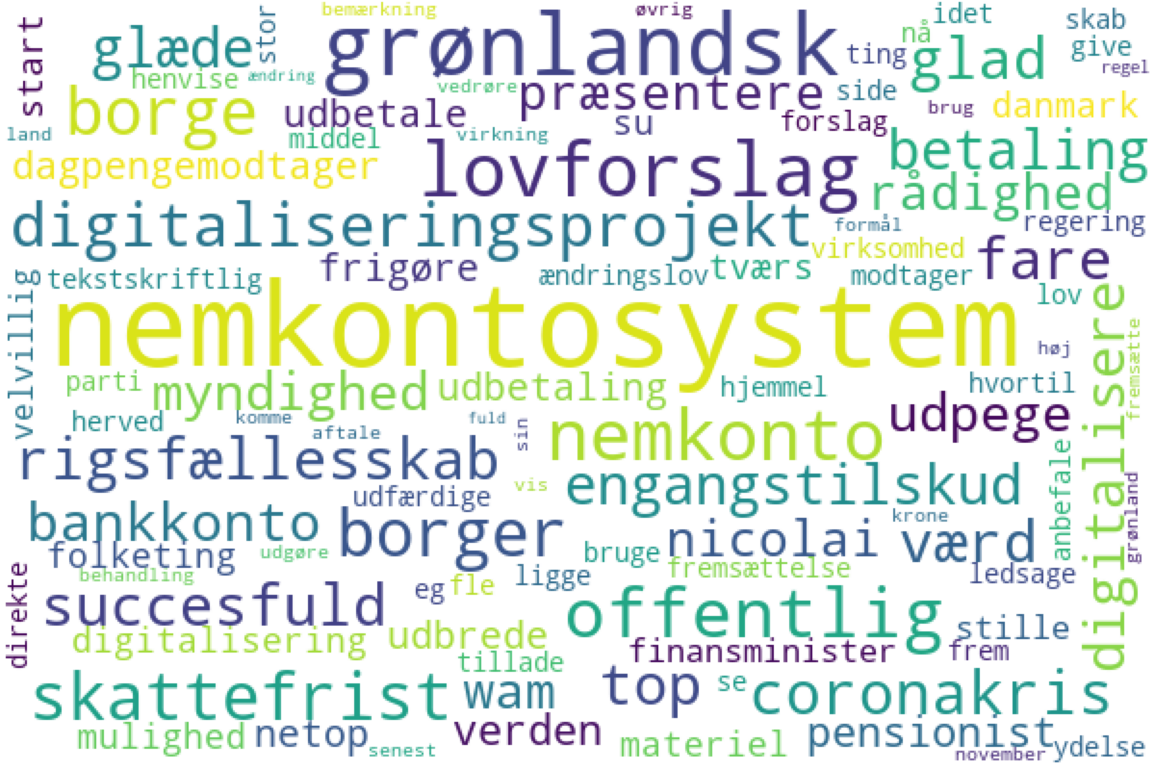 bemærkning øvrig idet skab
start glæde stor grønlandsk ting nå glad give
henvise ændring vedrøre præsentere side regel
borge udbetale su forslag brug danmark
land middel virkning lovforslag betaling
dagpengemodtager rådighed
digitaliseringsprojekt formål regering
virksomhed fare
velvillig tekstskriftlig frigøre ændringslov tværs modtager lov
nemkontosystem digitalisere fremsætte
høj
parti myndighed udbetaling hjemmel hvortil
herved komme aftale fuld sin nemkonto udpege
rigsfællesskab engangstilskud anbefale grønland
udfærdige vis
bankkonto borger nicolai krone værd
folketing udgøre bruge fremsættelse
direkte behandling ligge ledsage
succesfuld eg fle offentlig
digitalisering udbrede stille
tillade finansminister frem
skattefrist wam top se coronakris
mulighed netop verden materiel pensionist
senest november ydelse